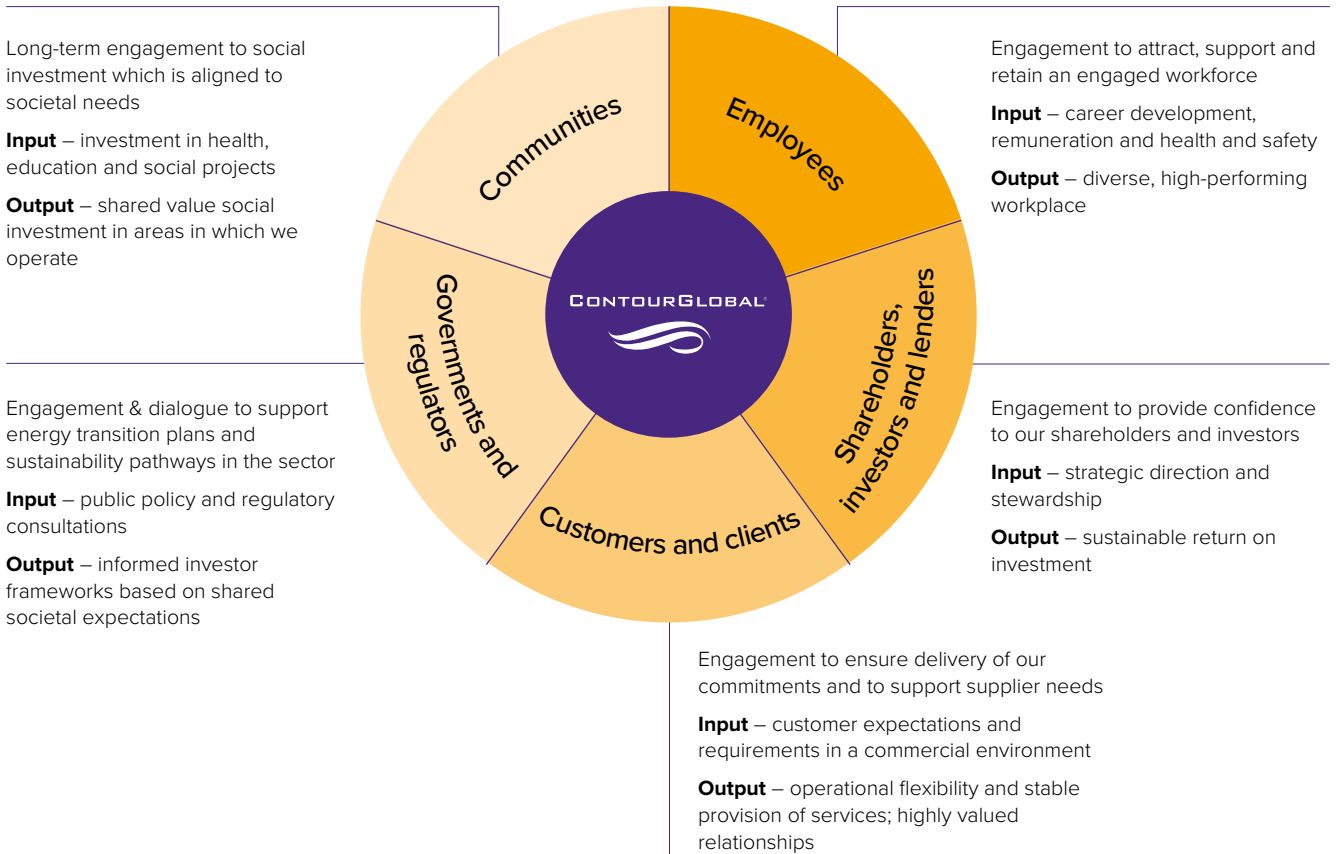 Long-term engagement to social
investment which is aligned to
societal needs
Input – investment in health,
education and social projects
Output – shared value social
investment in areas in which we
operate
Communities
Employees
Engagement to attract, support and
retain an engaged workforce
Input – career development,
remuneration and health and safety
Output – diverse, high-performing
workplace
CONTOURGLOBAL®
Governments and
regulators
Shareholders,
investors and lenders
Customers and clients
Engagement & dialogue to support
energy transition plans and
sustainability pathways in the sector
Input – public policy and regulatory
consultations
Output – informed investor
frameworks based on shared
societal expectations
Engagement to provide confidence
to our shareholders and investors
Input – strategic direction and
stewardship
Output – sustainable return on
investment
Engagement to ensure delivery of our
commitments and to support supplier needs
Input – customer expectations and
requirements in a commercial environment
Output – operational flexibility and stable
provision of services; highly valued
relationships